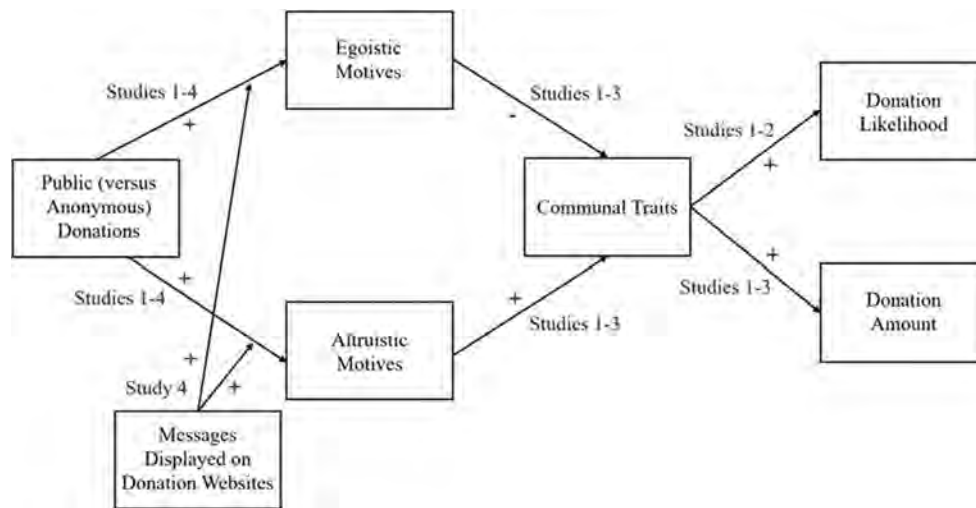 Egoistic
Motives
Studies 1-4
+
Studies 1-3
-
Donation
Likelihood
Studies 1-2
+
Public (versus
Anonymous)
Donations
Communal Traits
+
Studies 1-4
+
Studies 1-3
+
Studies 1-3
Altruistic
Motives
Donation
Amount
+
Study 4
+
Messages
Displayed on
Donation Websites